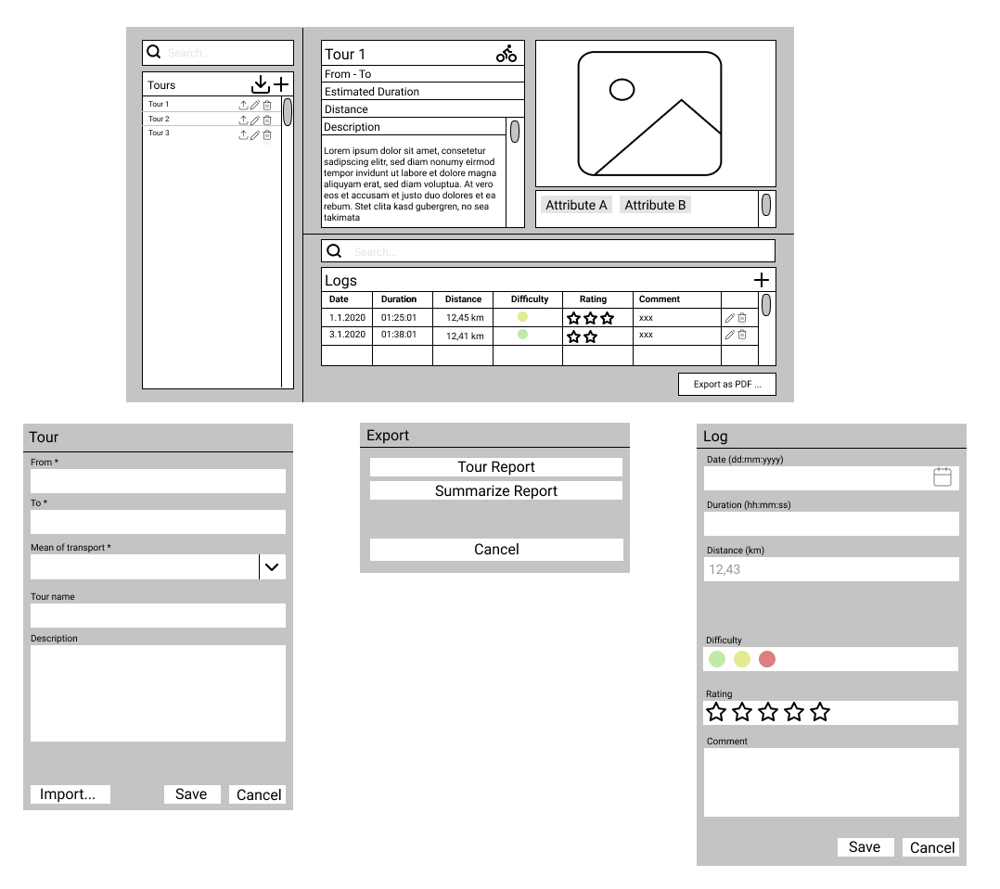 Search...
Tours
Tour 1
Tour 2
Tour 3
Tour 1
From - To
Estimated Duration
Distance
Description
Lorem ipsum dolor sit amet, consetetur
sadipscing elitr, sed diam nonumy eirmod
tempor invidunt ut labore et dolore magna
aliquyam erat, sed diam voluptua. At vero
eos et accusam et justo duo dolores et ea
rebum. Stet clita kasd gubergren, no sea
takimata
Attribute A Attribute B
Search...
Logs
Date Duration Distance Difficulty Rating Comment
1.1.2020 01:25:01 12,45 km xxx
3.1.2020 01:38:01 12,41 km xxx
Export as PDF ...
Tour
From *
To *
Mean of transport *
Tour name
Description
Import... Save Cancel
Export
Tour Report
Summarize Report
Cancel
Log
Date (dd:mm:yyyy)
Duration (hh:mm:ss)
Distance (km)
12,43
Difficulty
Rating
Comment
Save Cancel